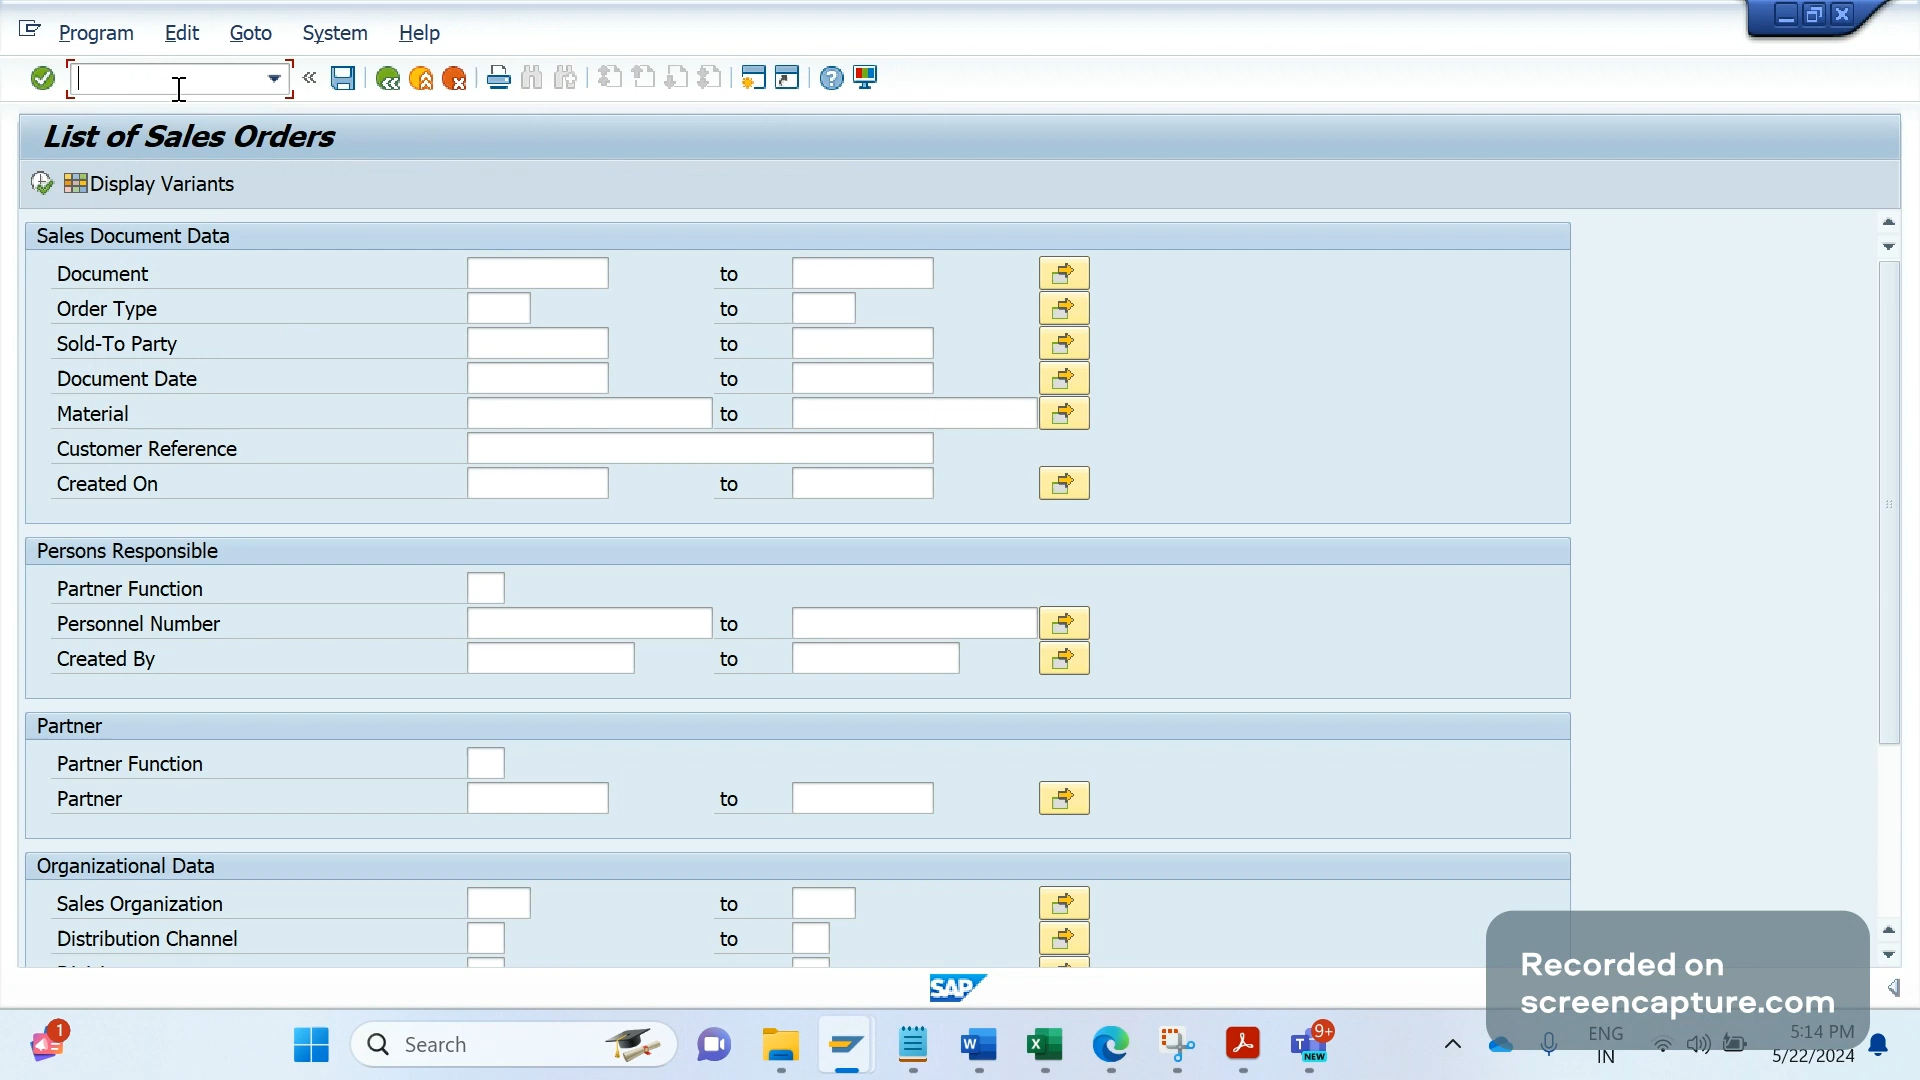 Program Edit Goto System Help
List of Sales Orders
Display Variants
Sales Document Data
Document to
Order Type to
Sold-To Party to
Document Date to
Material to
Customer Reference
Created On to
Persons Responsible
Partner Function
Personnel Number to
Created By to
Partner
Partner Function
Partner to
Organizational Data
Sales Organization to
Distribution Channel to
SAP
Recorded on
screencapture.com
1
Search
9+
NEW
ENG
IN
5:14 PM
5/22/2024